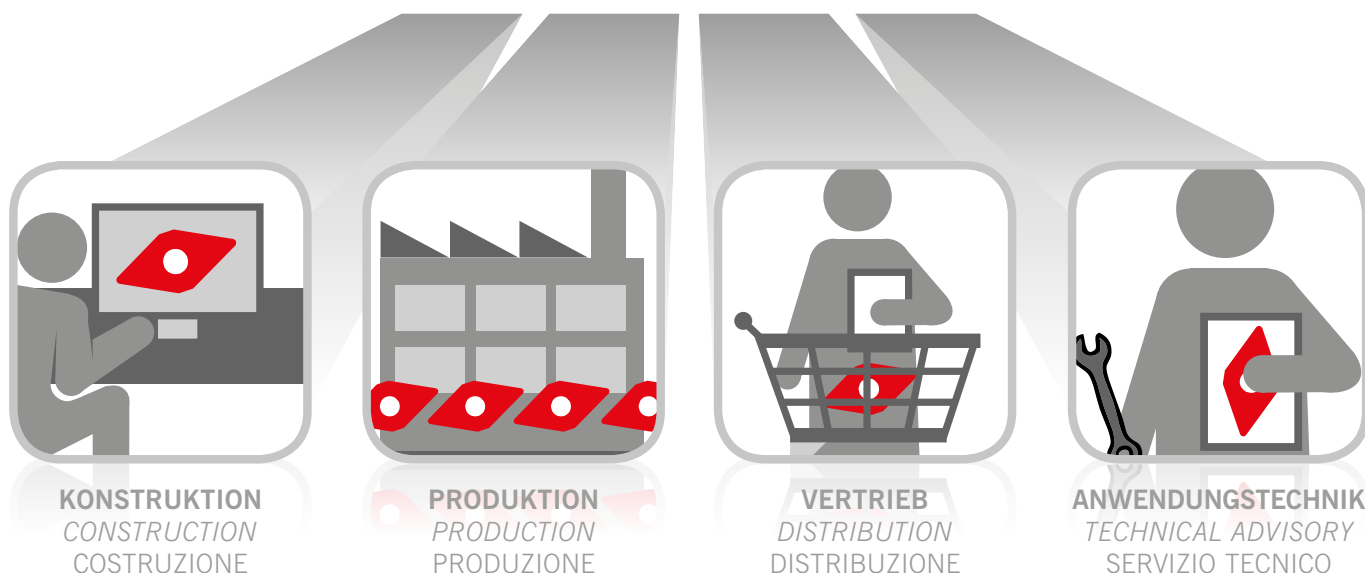 KONSTRUKTION
CONSTRUCTION
COSTRUZIONE
PRODUKTION
PRODUCTION
PRODUZIONE
VERTRIEB
DISTRIBUTION
DISTRIBUZIONE
ANWENDUNGSTECHNIK
TECHNICAL ADVISORY
SERVIZIO TECNICO